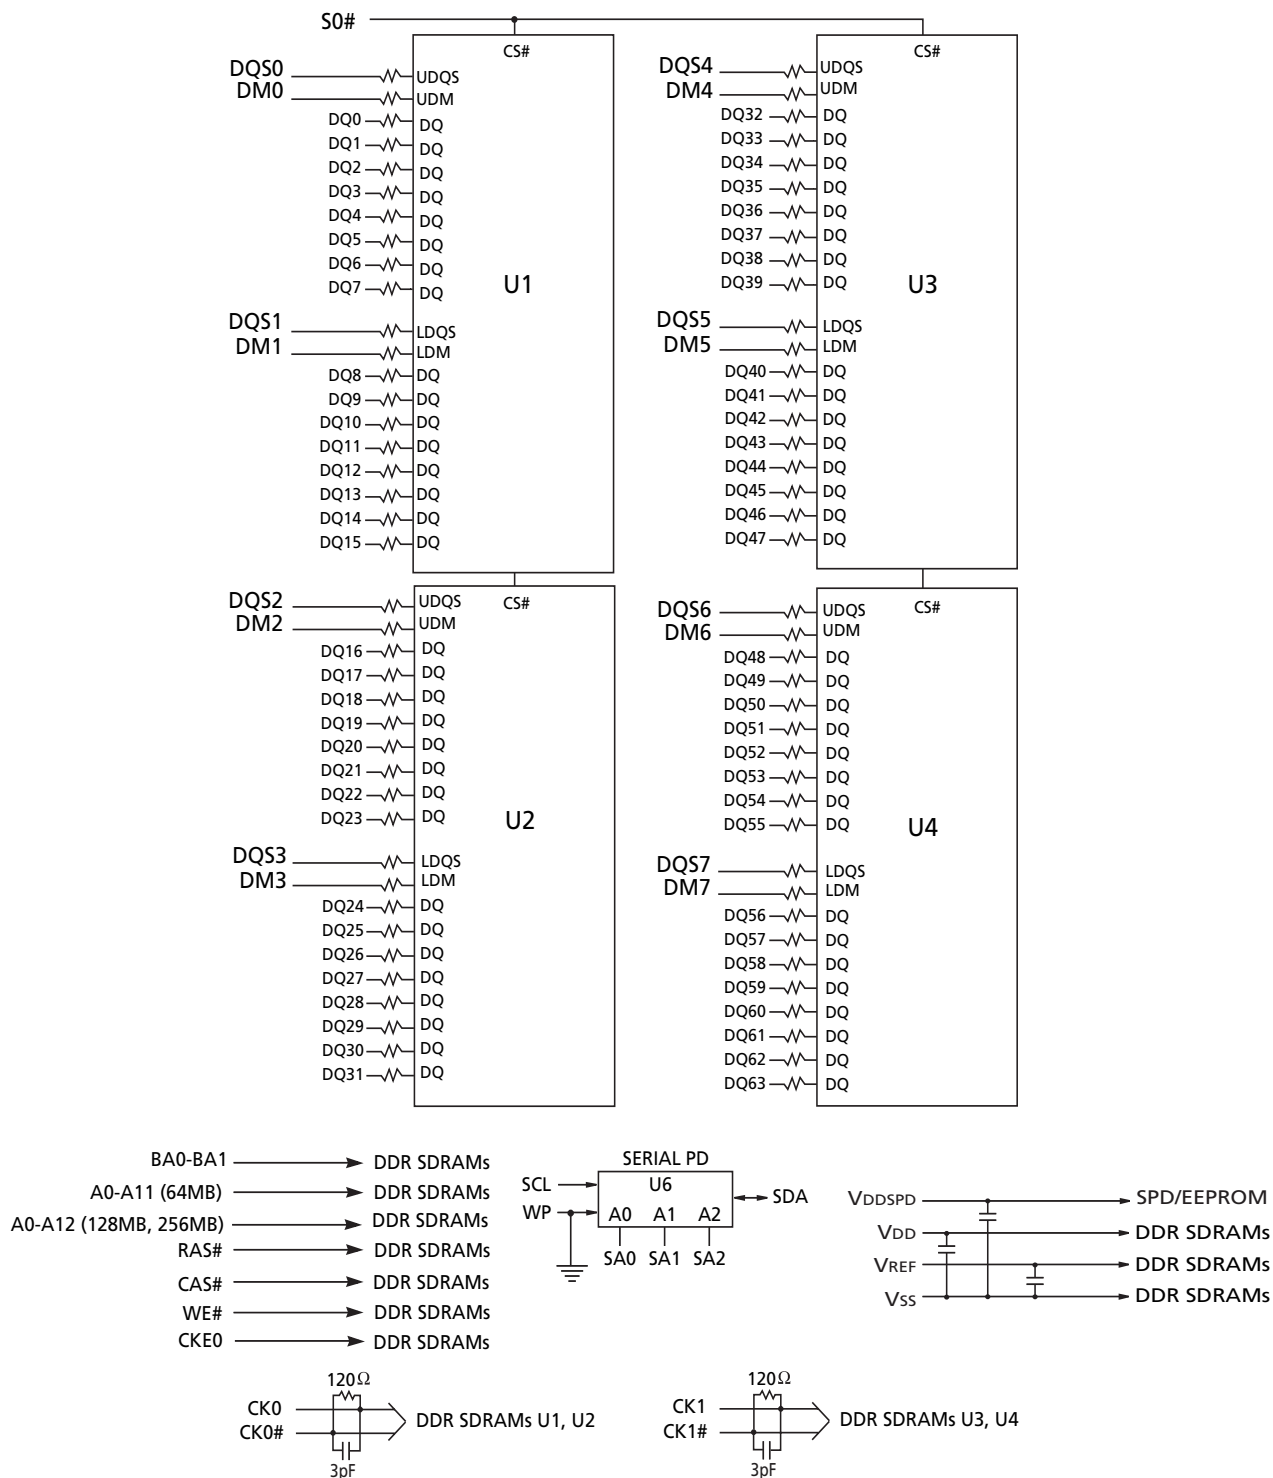 S0#
CS#
DQS0 UDQS
DM0 UDM
DQ0 DQ
DQ1 DQ
DQ2 DQ
DQ3 DQ
DQ4 DQ
DQ5 DQ
DQ6 DQ
DQ7 DQ
U1
DQS1 LDQS
DM1 LDM
DQ8 DQ
DQ9 DQ
DQ10 DQ
DQ11 DQ
DQ12 DQ
DQ13 DQ
DQ14 DQ
DQ15 DQ
CS#
DQS4 UDQS
DM4 UDM
DQ32 DQ
DQ33 DQ
DQ34 DQ
DQ35 DQ
DQ36 DQ
DQ37 DQ
DQ38 DQ
DQ39 DQ
U3
DQS5 LDQS
DM5 LDM
DQ40 DQ
DQ41 DQ
DQ42 DQ
DQ43 DQ
DQ44 DQ
DQ45 DQ
DQ46 DQ
DQ47 DQ
CS#
DQS2 UDQS
DM2 UDM
DQ16 DQ
DQ17 DQ
DQ18 DQ
DQ19 DQ
DQ20 DQ
DQ21 DQ
DQ22 DQ
DQ23 DQ
U2
DQS3 LDQS
DM3 LDM
DQ24 DQ
DQ25 DQ
DQ26 DQ
DQ27 DQ
DQ28 DQ
DQ29 DQ
DQ30 DQ
DQ31 DQ
CS#
DQS6 UDQS
DM6 UDM
DQ48 DQ
DQ49 DQ
DQ50 DQ
DQ51 DQ
DQ52 DQ
DQ53 DQ
DQ54 DQ
DQ55 DQ
U4
DQS7 LDQS
DM7 LDM
DQ56 DQ
DQ57 DQ
DQ58 DQ
DQ59 DQ
DQ60 DQ
DQ61 DQ
DQ62 DQ
DQ63 DQ
BA0-BA1 DDR SDRAMs
A0-A11 (64MB) DDR SDRAMs
A0-A12 (128MB, 256MB) DDR SDRAMs
RAS# DDR SDRAMs
CAS# DDR SDRAMs
WE# DDR SDRAMs
CKE0 DDR SDRAMs
SERIAL PD
SCL U6 SDA
WP A0 A1 A2
SA0 SA1 SA2
VDDSPD SPD/EEPROM
VDD DDR SDRAMs
VREF DDR SDRAMs
VSS DDR SDRAMs
120Ω
CK0
CK0#
DDR SDRAMs U1, U2
3pF
120Ω
CK1
CK1#
DDR SDRAMs U3, U4
3pF